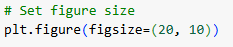 # Set figure size
plt.figure(figsize=(20, 10))